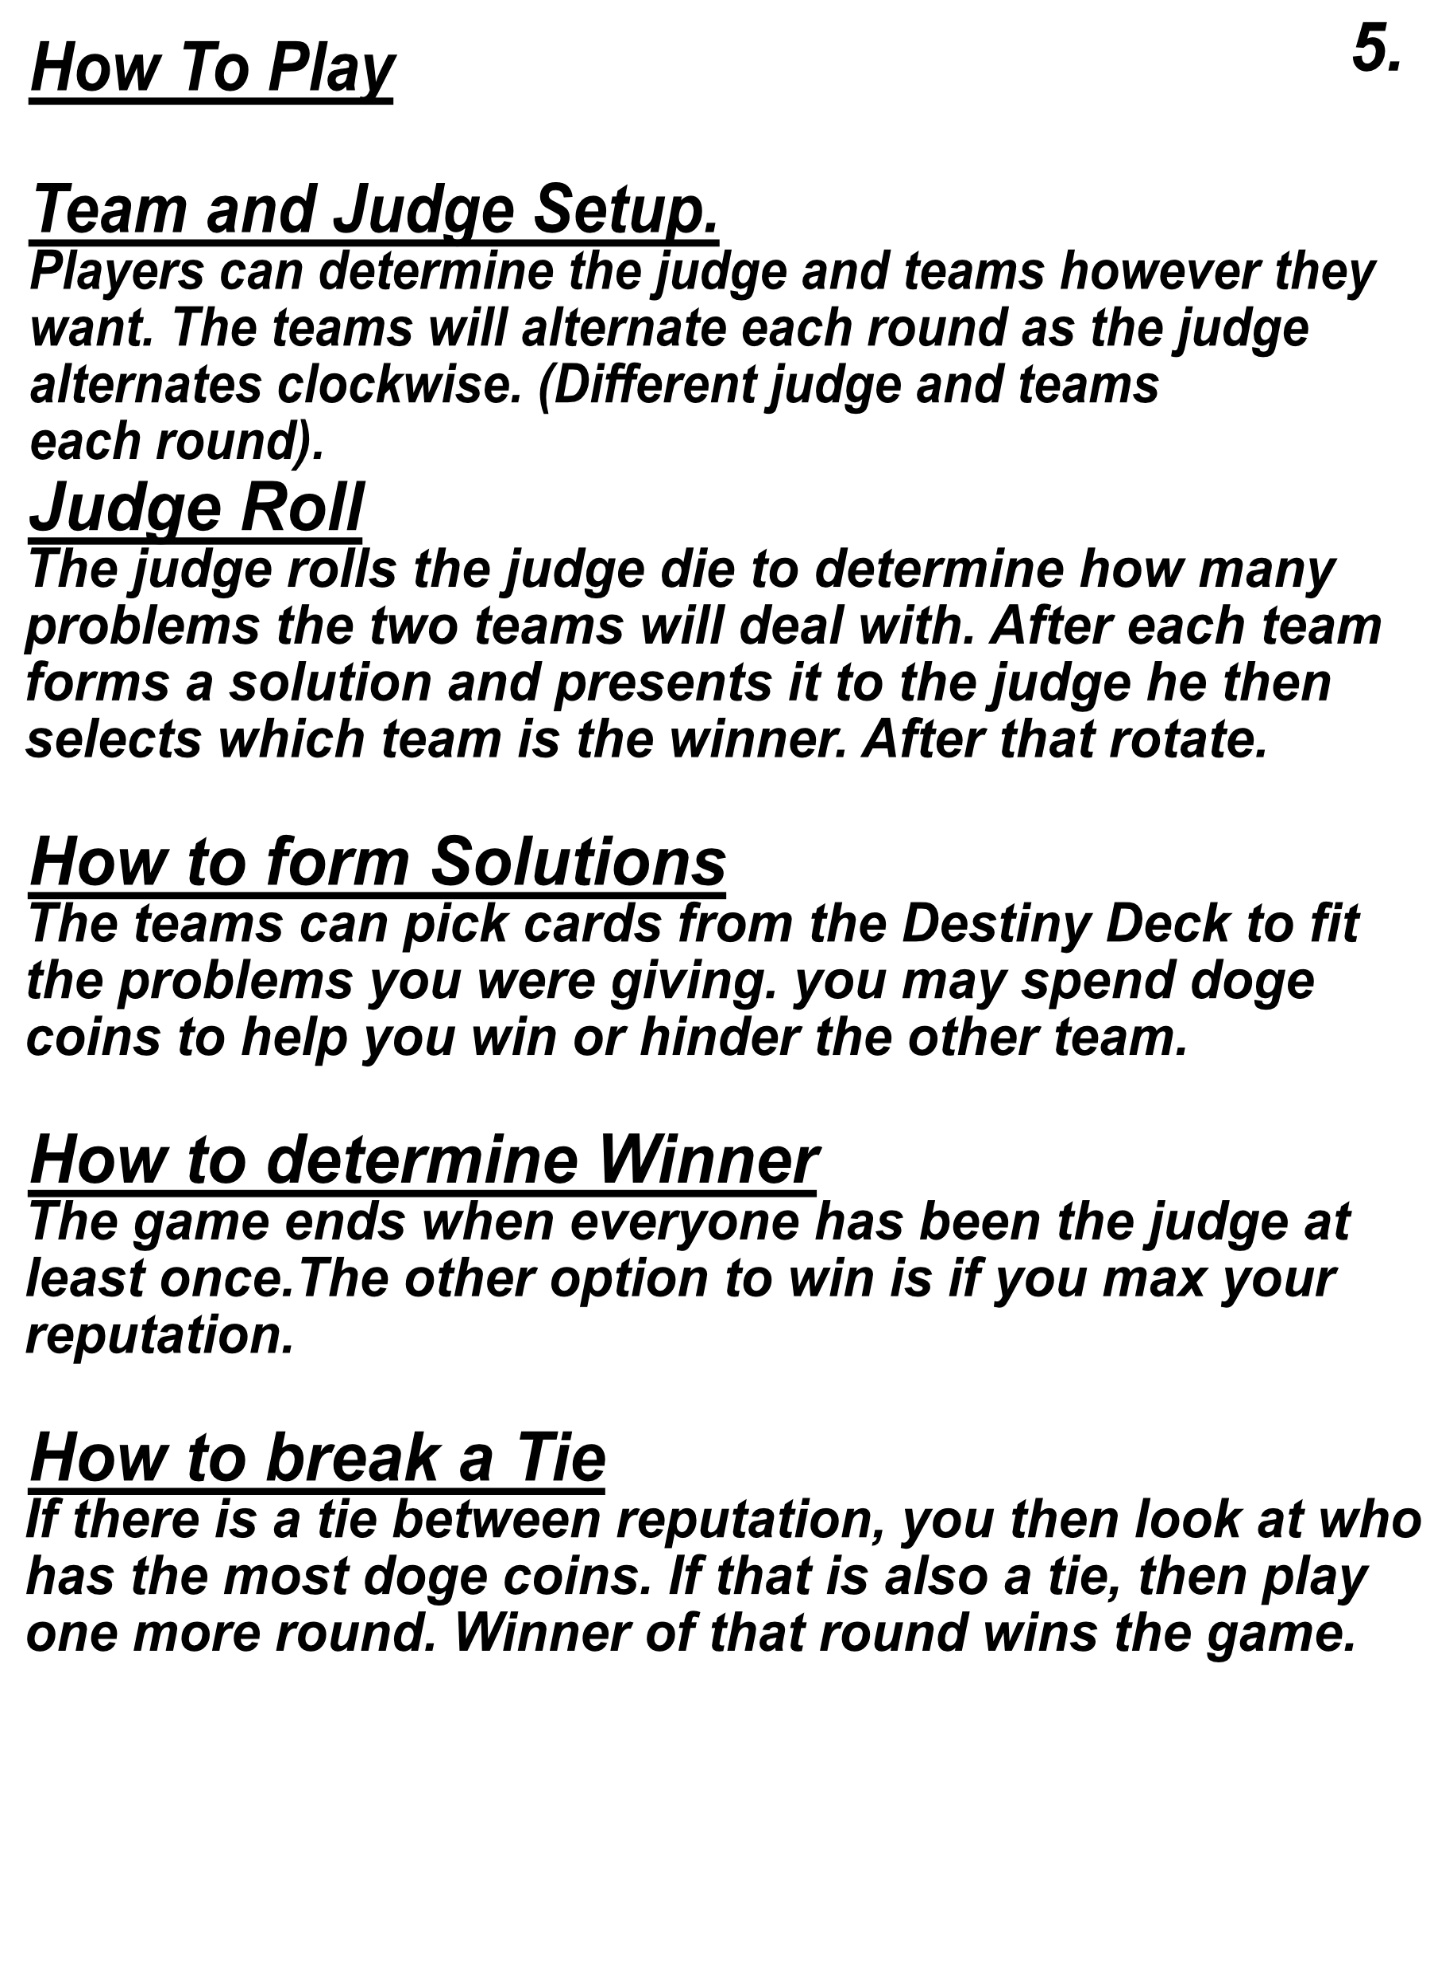 How To Play
5.
Team and Judge Setup.
Players can determine the judge and teams however they
want. The teams will alternate each round as the judge
alternates clockwise. (Different judge and teams
each round).
Judge Roll
The judge rolls the judge die to determine how many
problems the two teams will deal with. After each team
forms a solution and presents it to the judge he then
selects which team is the winner. After that rotate.
How to form Solutions
The teams can pick cards from the Destiny Deck to fit
the problems you were giving. you may spend doge
coins to help you win or hinder the other team.
How to determine Winner
The game ends when everyone has been the judge at
least once.The other option to win is if you max your
reputation.
How to break a Tie
If there is a tie between reputation, you then look at who
has the most doge coins. If that is also a tie, then play
one more round. Winner of that round wins the game.